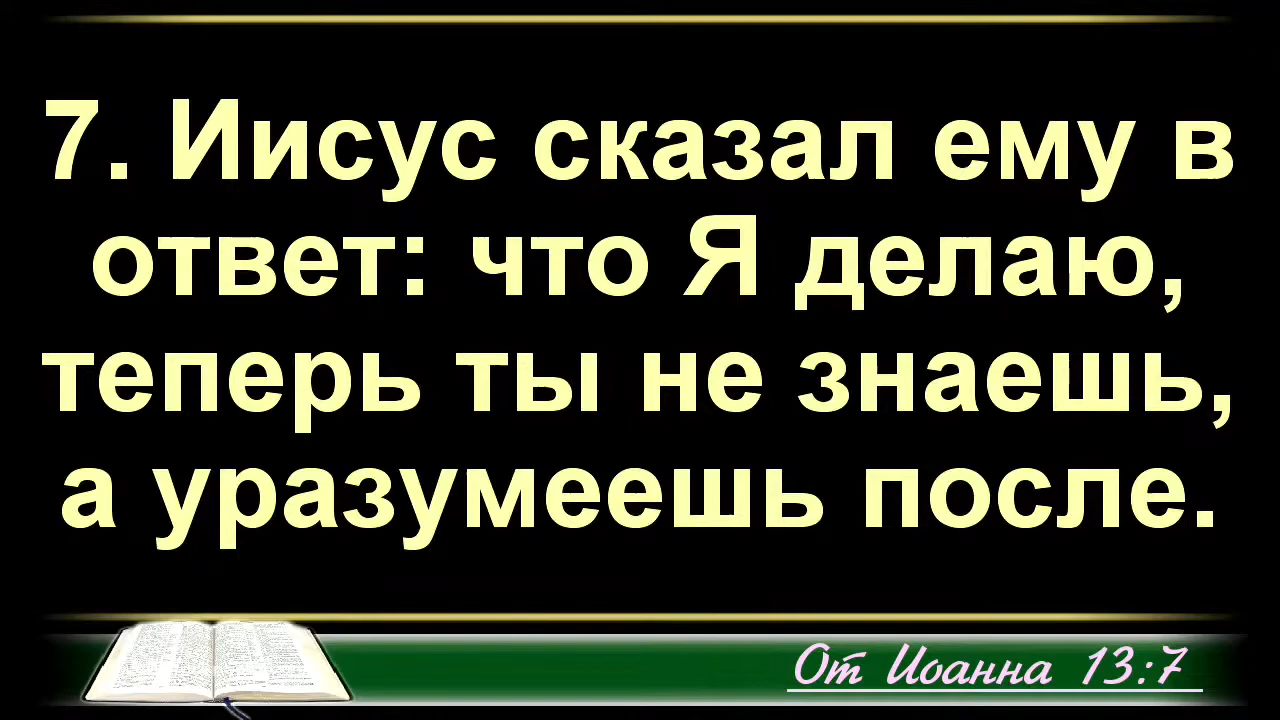 7. Иисус сказал ему в
ответ: что Я делаю,
теперь ты не знаешь,
а уразумеешь после.
От Иоанна 13:7